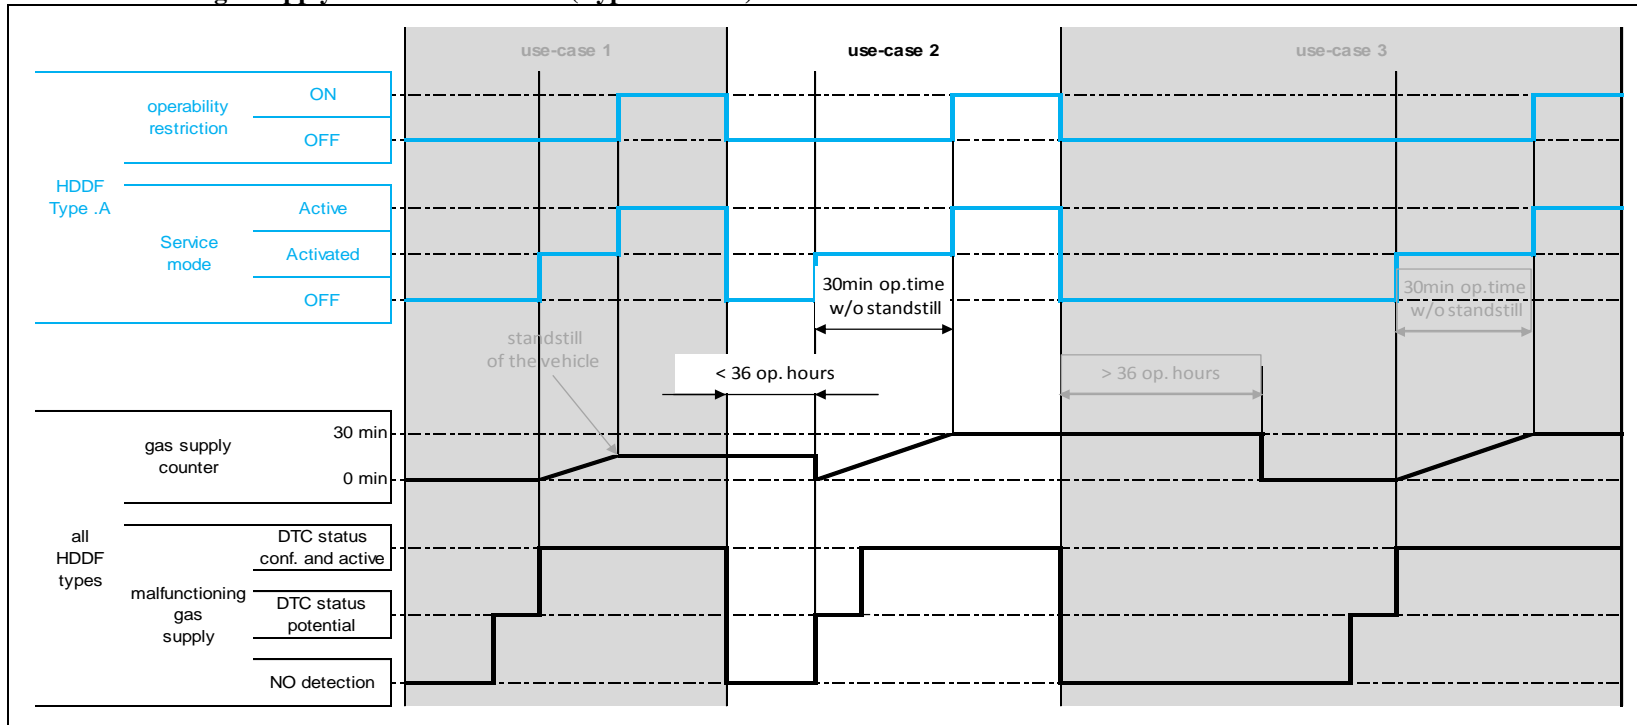 use-case 1
use-case 2
use-case 3
HDDF
Type .A
operability
restriction
ON
OFF
Service
mode
Active
Activated
OFF
30min op.time
w/o standstill
30min op.time
w/o standstill
standstill
of the vehicle
< 36 op. hours
> 36 op. hours
all
HDDF
types
gas supply
counter
30 min
0 min
malfunctioning
gas
supply
DTC status
conf. and active
DTC status
potential
NO detection